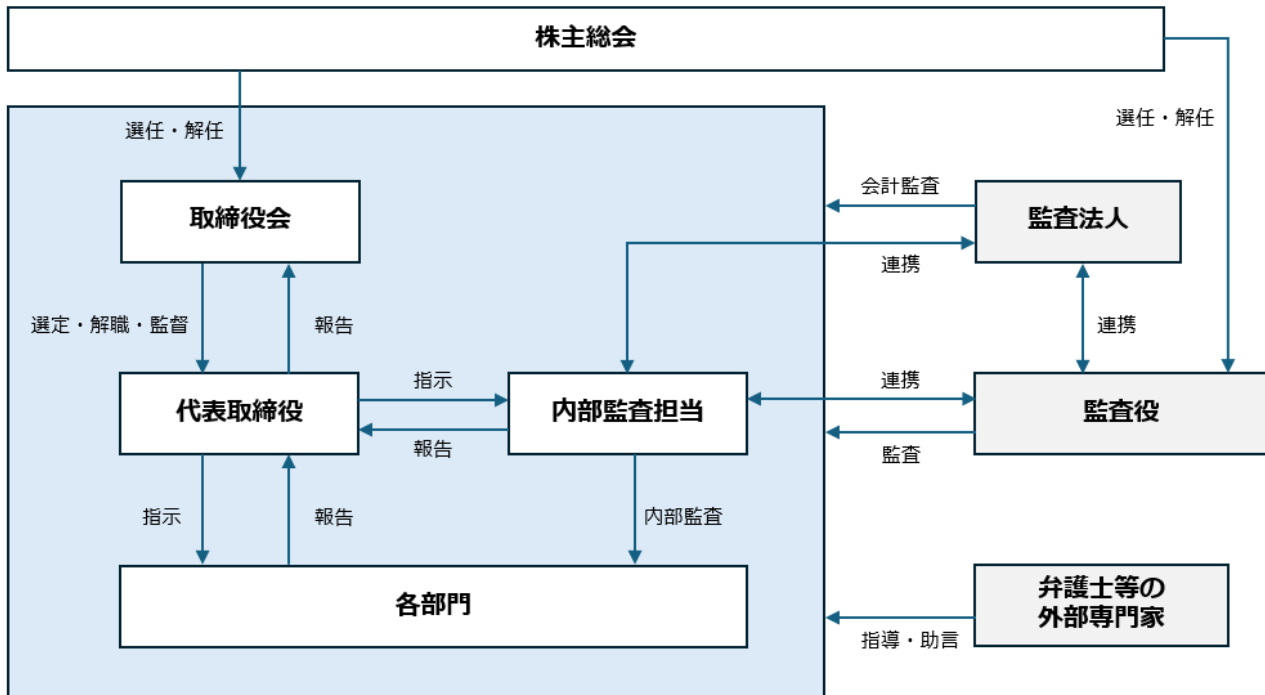 株主総会
選任・解任
選任・解任
取締役会
会計監査
監査法人
連携
選定・解職・監督
報告
連携
代表取締役
指示
報告
内部監査担当
連携
監査
監査役
指示
報告
内部監査
各部門
弁護士等の
外部専門家
指導・助言